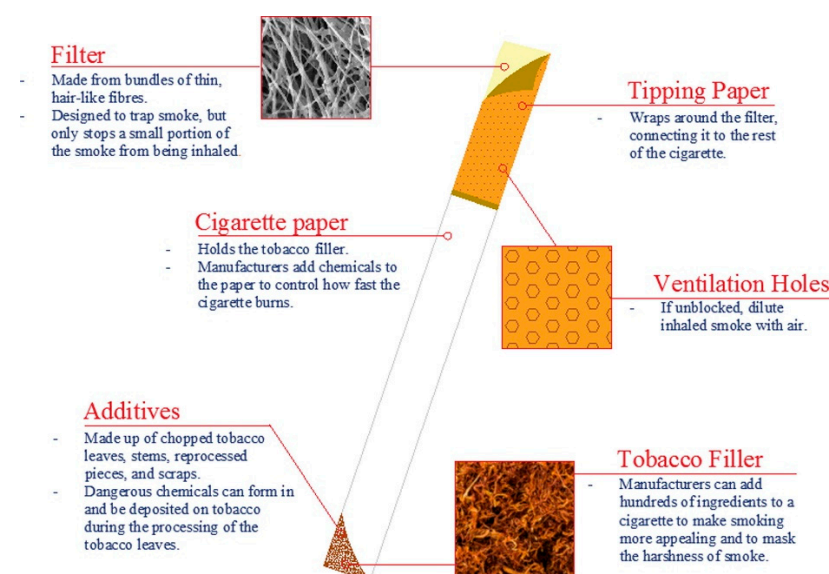 Filter
- Made from bundles of thin,
hair-like fibres.
- Designed to trap smoke, but
only stops a small portion of
the smoke from being inhaled.
Tipping Paper
- Wraps around the filter,
connecting it to the rest
of the cigarette.
Cigarette paper
- Holds the tobacco filler.
- Manufacturers add chemicals to
the paper to control how fast the
cigarette burns.
Ventilation Holes
- If unblocked, dilute
inhaled smoke with air.
Additives
- Made up of chopped tobacco
leaves, stems, reprocessed
pieces, and scraps.
- Dangerous chemicals can form in
and be deposited on tobacco
during the processing of the
tobacco leaves.
Tobacco Filler
- Manufacturers can add
hundreds of ingredients to a
cigarette to make smoking
more appealing and to mask
the harshness of smoke.